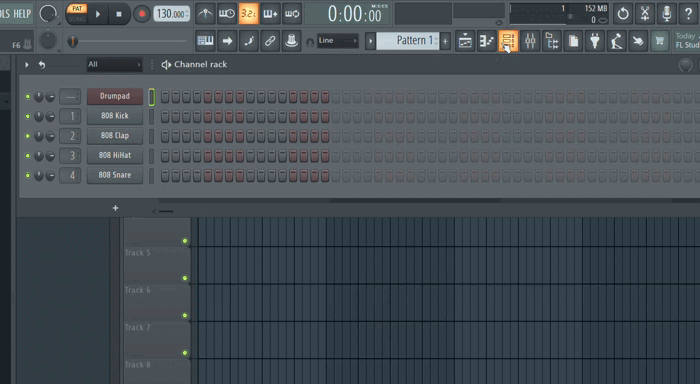 OLS HELP
PAT
SONG
130.000
3.2.
0:00:00
M:S:CS
1
152 MB
0
F6
Line
Pattern 1
+
Today
FL Stud
All
Channel rack
Drumpad
1 808 Kick
2 808 Clap
3 808 HiHat
4 808 Snare
+
Track 5
Track 6
Track 7
Track 8